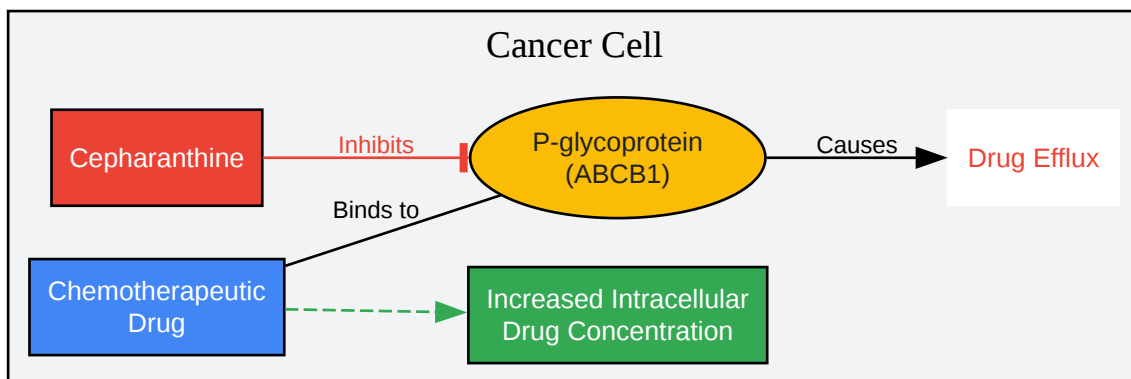 Cancer Cell
Cepharanthine
Inhibits
P-glycoprotein
(ABCB1)
Causes
Drug Efflux
Binds to
Chemotherapeutic
Drug
Increased Intracellular
Drug Concentration